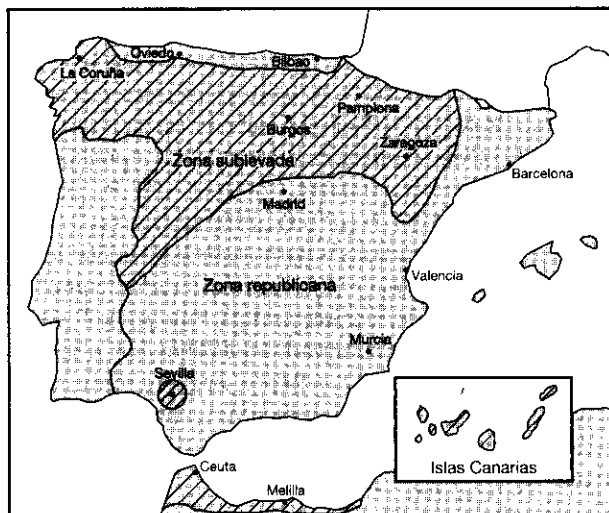 Oviedo
Bilbao
La Coruña
Pamplona
Burgos
Zaragoza
Zona sublevada
Barcelona
Madrid
Valencia
Zona republicana
Murcia
Sevilla
Ceuta
Islas Canarias
Melilla